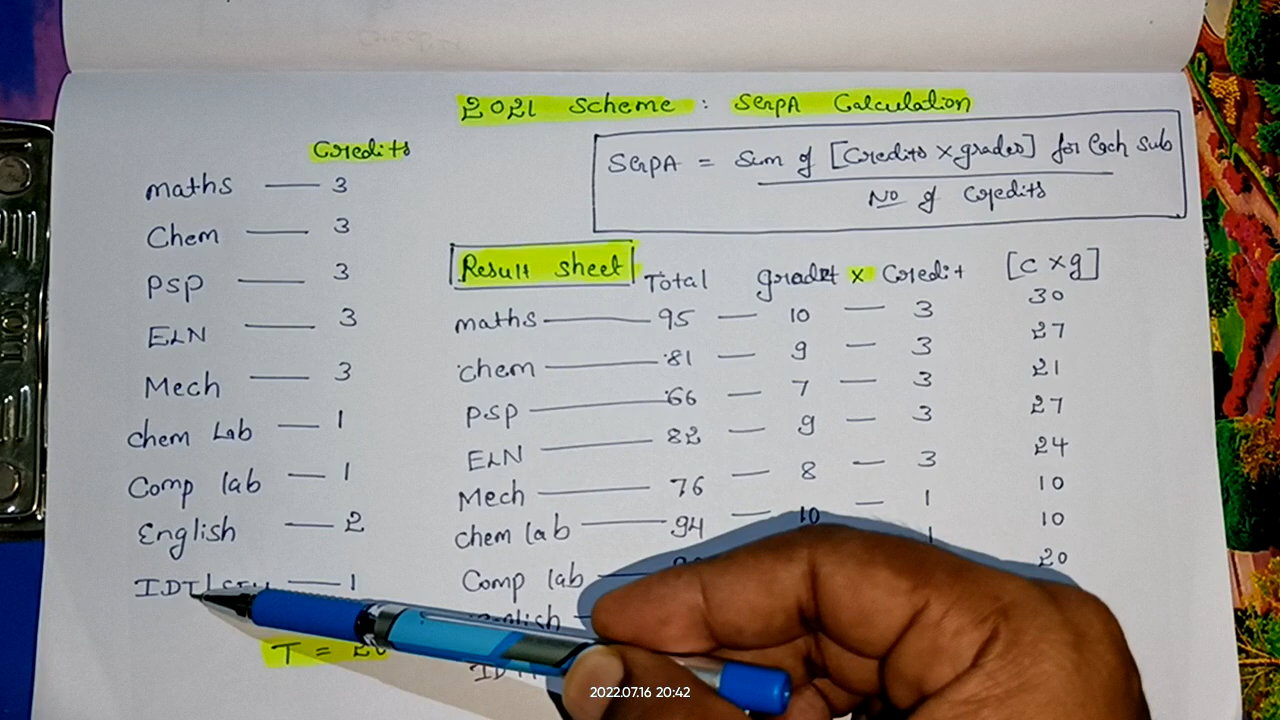 2021 Scheme : SGPA Calculation
Credits
maths — 3
Chem — 3
PSP — 3
ELN — 3
Mech — 3
chem Lab — 1
Comp lab — 1
English — 2
IDT — 1
T =
SGPA = Sum of [Credits x grades] for Each sub
No of Credits
Result sheet Total grade x Credit [c x g]
maths — 95 — 10 — 3 30
chem — 81 — 9 — 3 27
PSP — 66 — 7 — 3 21
ELN — 82 — 9 — 3 27
Mech — 76 — 8 — 3 24
chem lab — 94 — 10 — 1 10
Comp lab — 1 10
20
2022.07.16 20:42